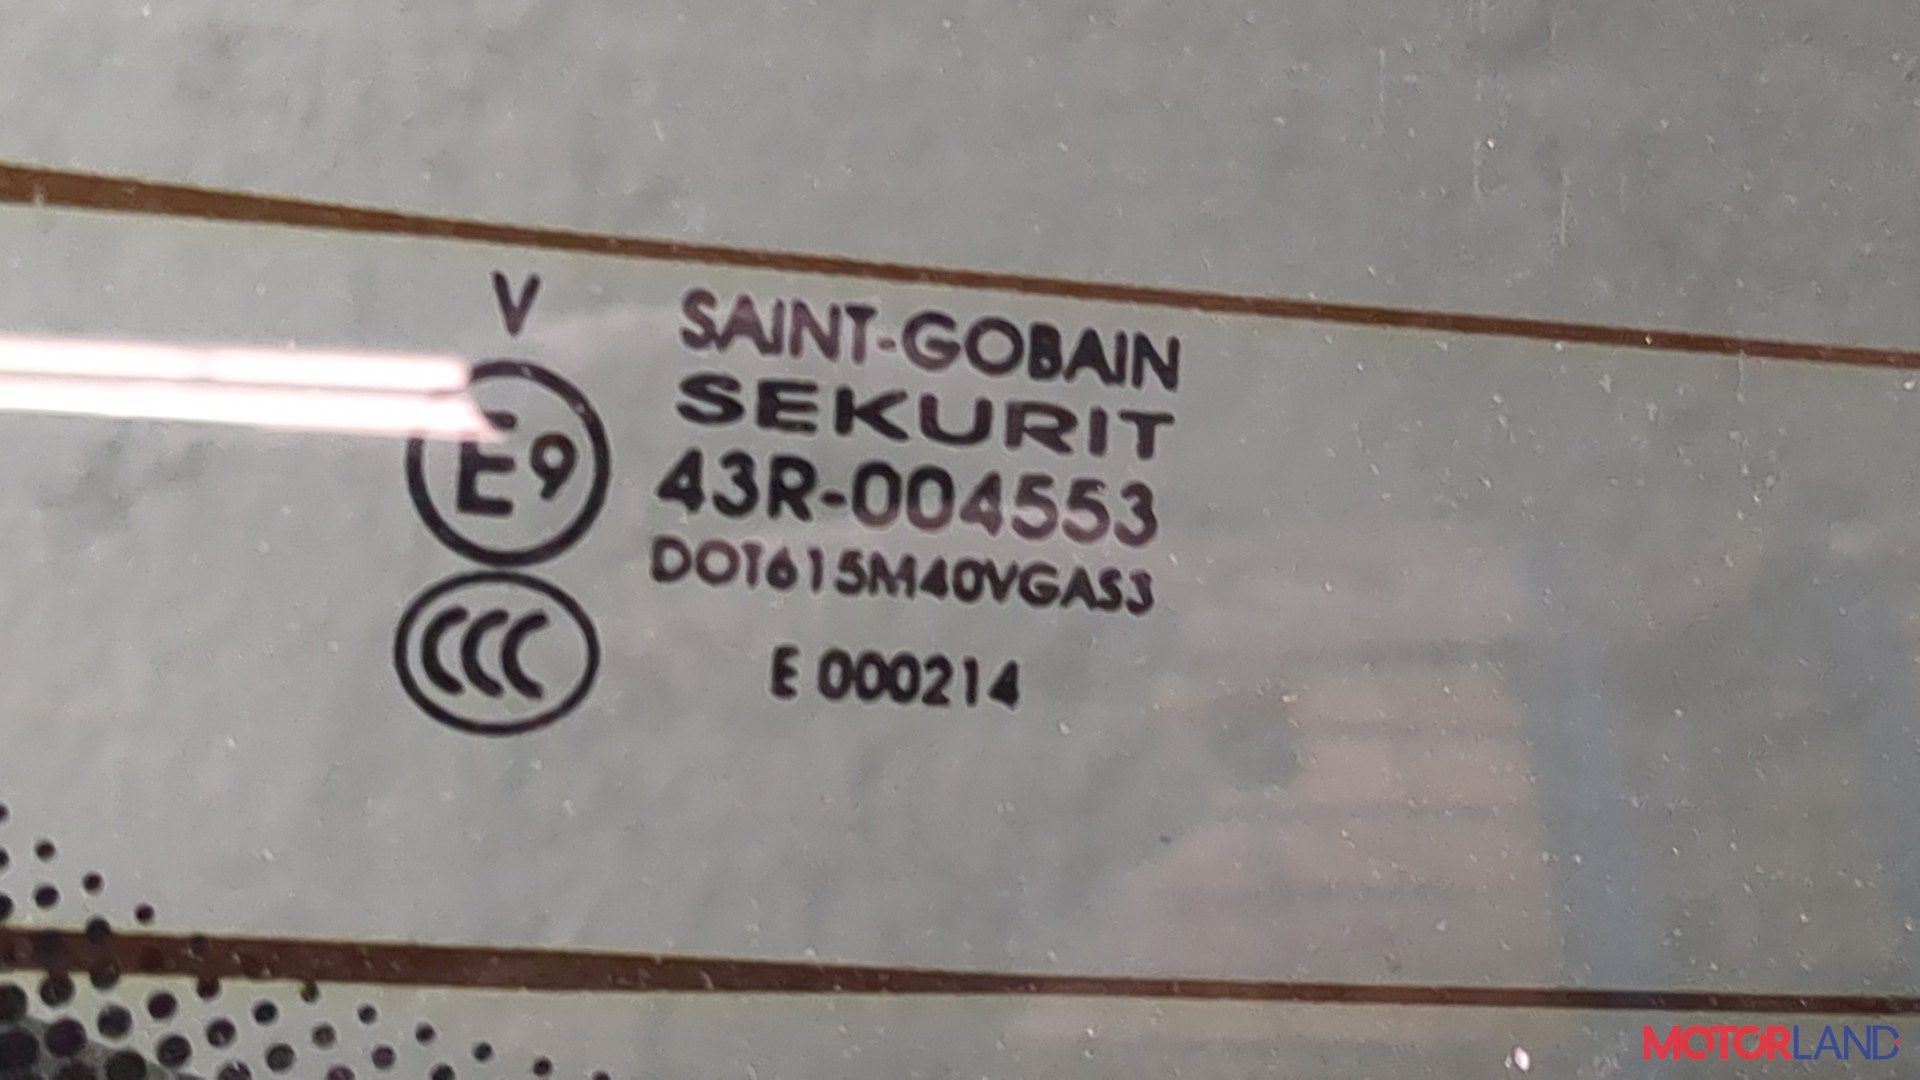 V
SAINT-GOBAIN
SEKURIT
E9
43R-004553
DOT615M40VGAS3
CCC
E 000214
MOTORLAND